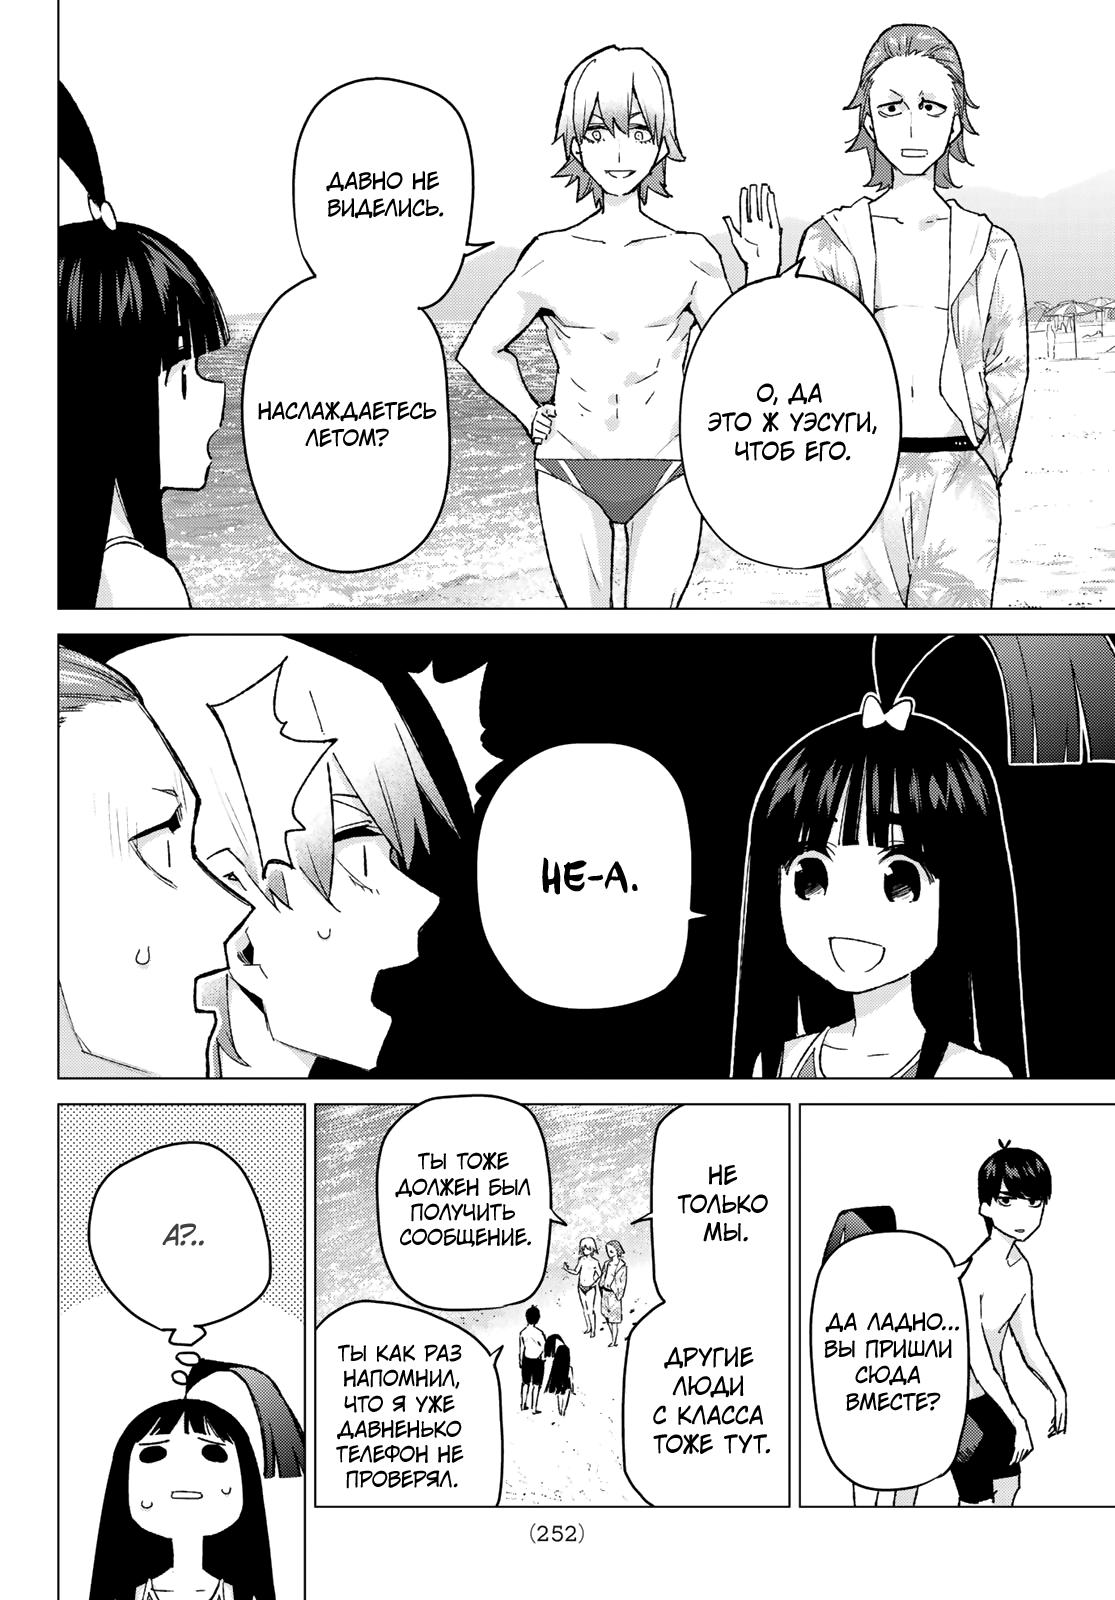 О, ДА
ЭТО Ж УЭСУГИ,
ЧТОБ ЕГО.
ДАВНО НЕ
ВИДЕЛИСЬ.
НАСЛАЖДАЕТЕСЬ
ЛЕТОМ?
НЕ-А.
ДА ЛАДНО...
ВЫ ПРИШЛИ
СЮДА
ВМЕСТЕ?
НЕ
ТОЛЬКО
МЫ.
ДРУГИЕ
ЛЮДИ
С КЛАССА
ТОЖЕ ТУТ.
ТЫ ТОЖЕ
ДОЛЖЕН БЫЛ
ПОЛУЧИТЬ
СООБЩЕНИЕ.
ТЫ КАК РАЗ
НАПОМНИЛ,
ЧТО Я УЖЕ
ДАВНЕНЬКО
ТЕЛЕФОН НЕ
ПРОВЕРЯЛ.
А?..
(252)